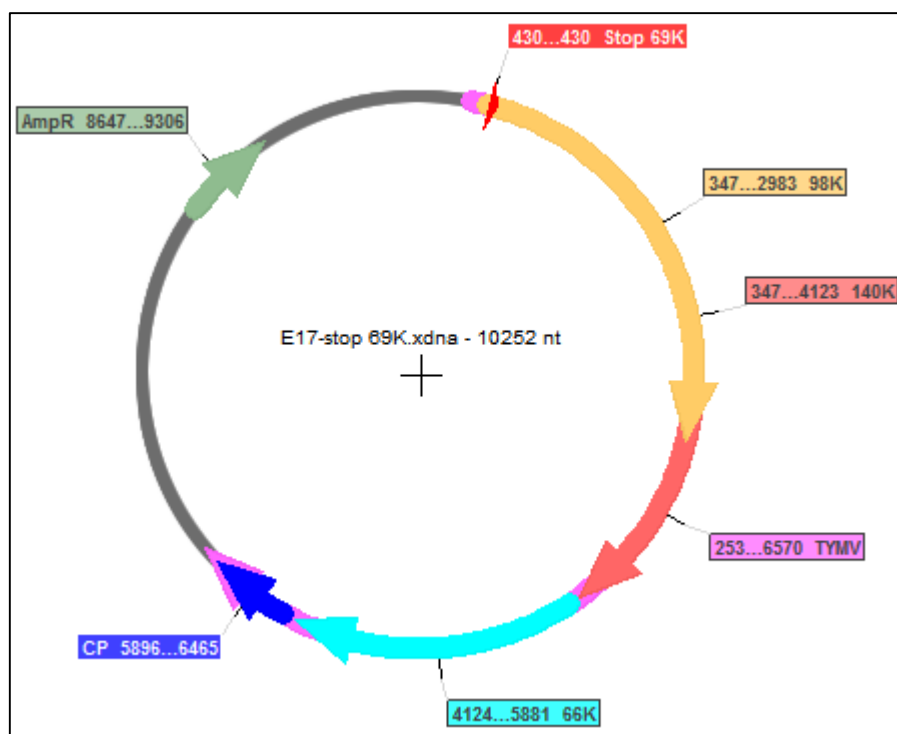 430...430 Stop 69K
AmpR 8647...9306
347...2983 98K
347...4123 140K
E17-stop 69K.xdna - 10252 nt
253...6570 TYMV
CP 5896...6465
4124...5881 66K